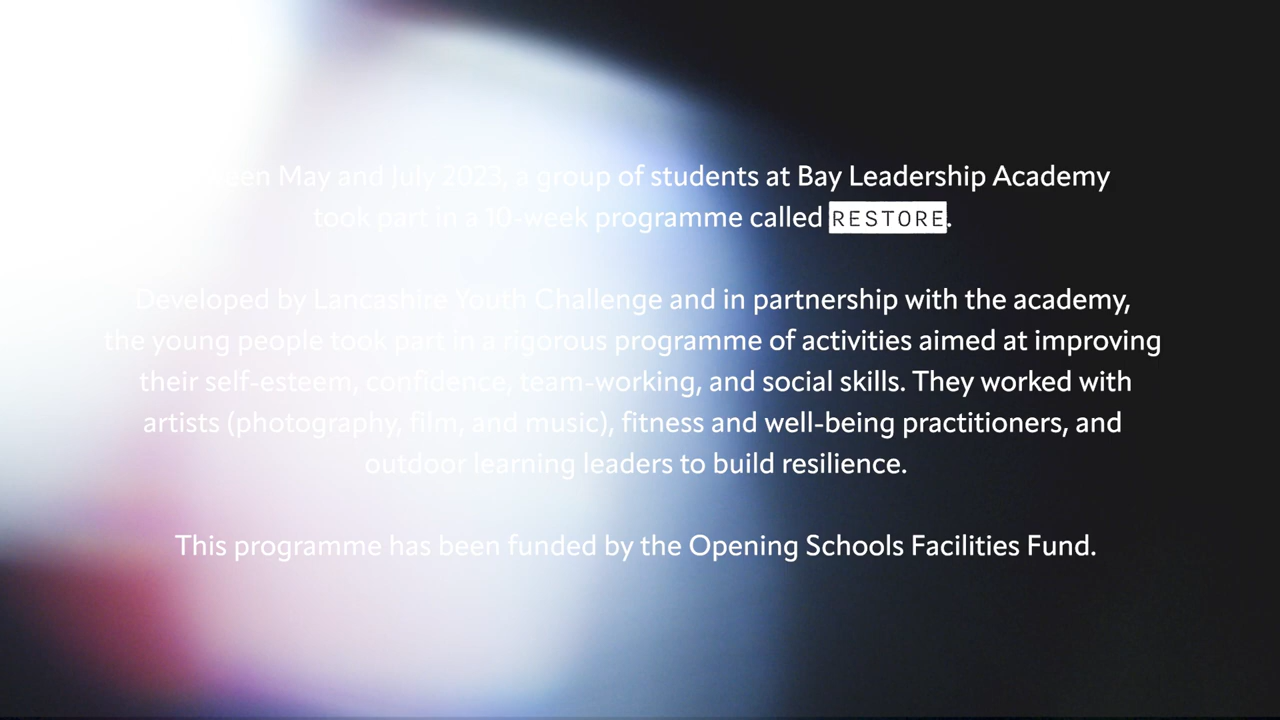 May and July 2023, a group of students at Bay Leadership Academy
took part in a 10-week programme called RESTORE.
Developed by Lancashire Youth Challenge and in partnership with the academy,
the young people took part in a rigorous programme of activities aimed at improving
their self-esteem, confidence, team-working, and social skills. They worked with
artists (photography, film, and music), fitness and well-being practitioners, and
outdoor learning leaders to build resilience.
This programme has been funded by the Opening Schools Facilities Fund.